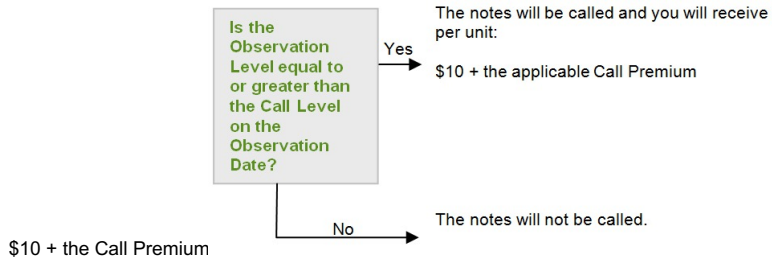 Is the
Observation
Level equal to
or greater than
the Call Level
on the
Observation
Date?
Yes
The notes will be called and you will receive
per unit:
$10 + the applicable Call Premium
No
The notes will not be called.
$10 + the Call Premium